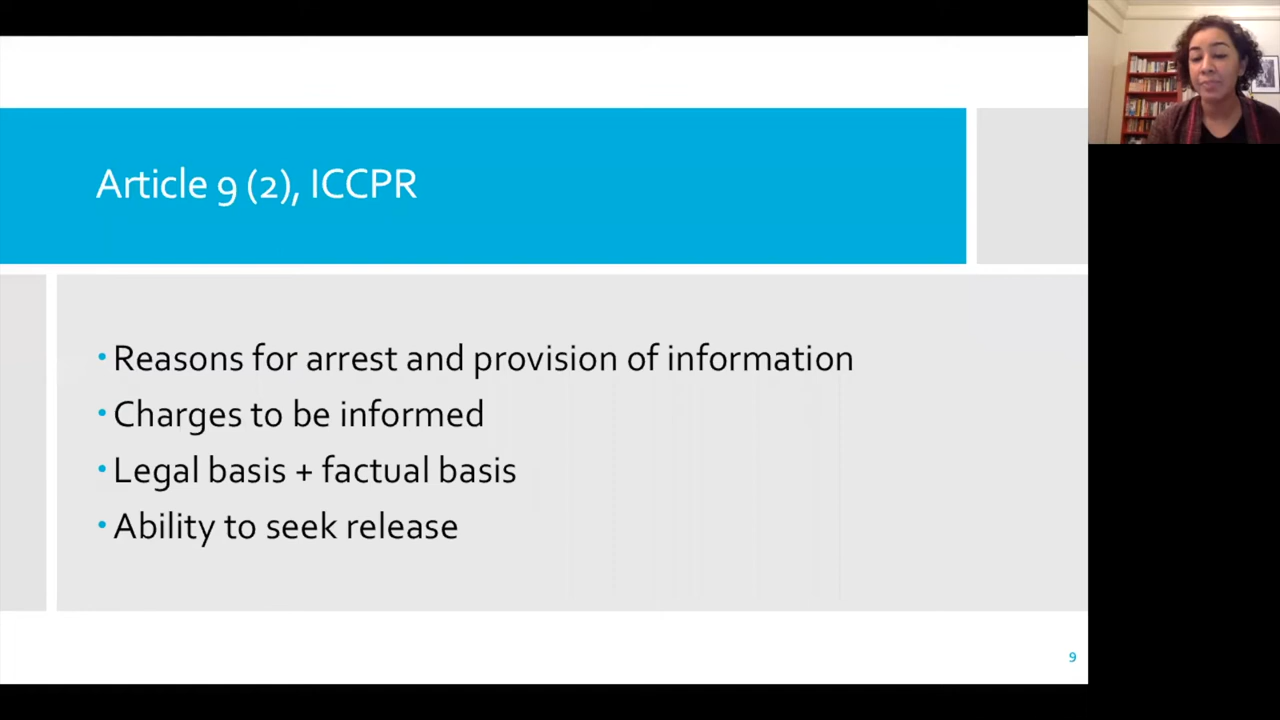 Article 9 (2), ICCPR
• Reasons for arrest and provision of information
• Charges to be informed
• Legal basis + factual basis
• Ability to seek release
9